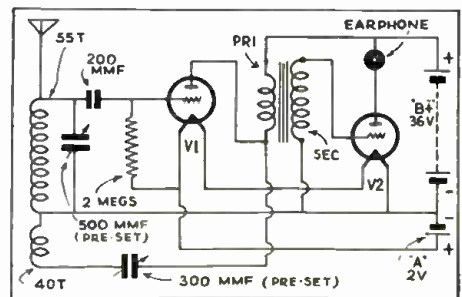 EARPHONE
55T
PRI
200
MMF
+
"B+"
36V
V1
SEC
V2
2 MEGS
-
500 MMF
(PRE-SET)
-
+
"A"
2V
40T
300 MMF (PRE-SET)